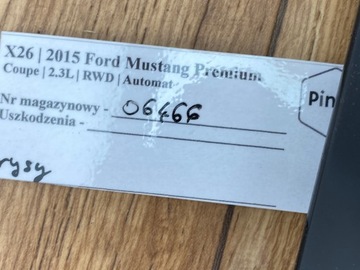 X26 | 2015 Ford Mustang Premium
Coupe | 2.3L | RWD | Automat
Nr magazynowy - 06466
Uszkodzenia -
rysy
Pin